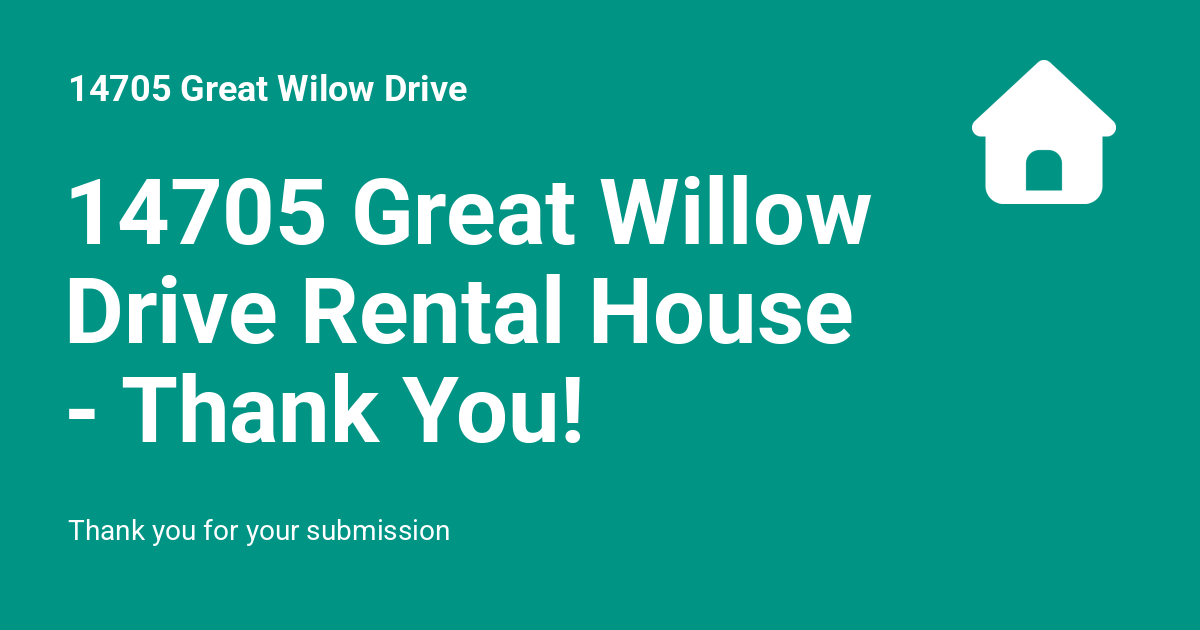 14705 Great Wilow Drive
14705 Great Willow
Drive Rental House
- Thank You!
Thank you for your submission